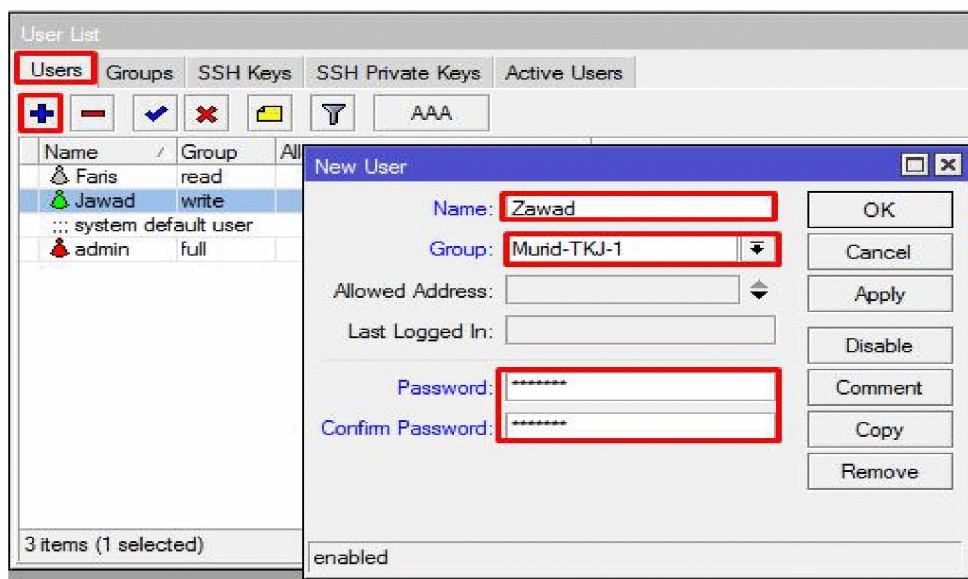 User List
Users Groups SSH Keys SSH Private Keys Active Users
AAA
Name / Group All
Faris read
Jawad write
::: system default user
admin full
3 items (1 selected)
New User
Name: Zawad
Group: Murid-TKJ-1
Allowed Address:
Last Logged In:
Password: *******
Confirm Password: *******
OK
Cancel
Apply
Disable
Comment
Copy
Remove
enabled